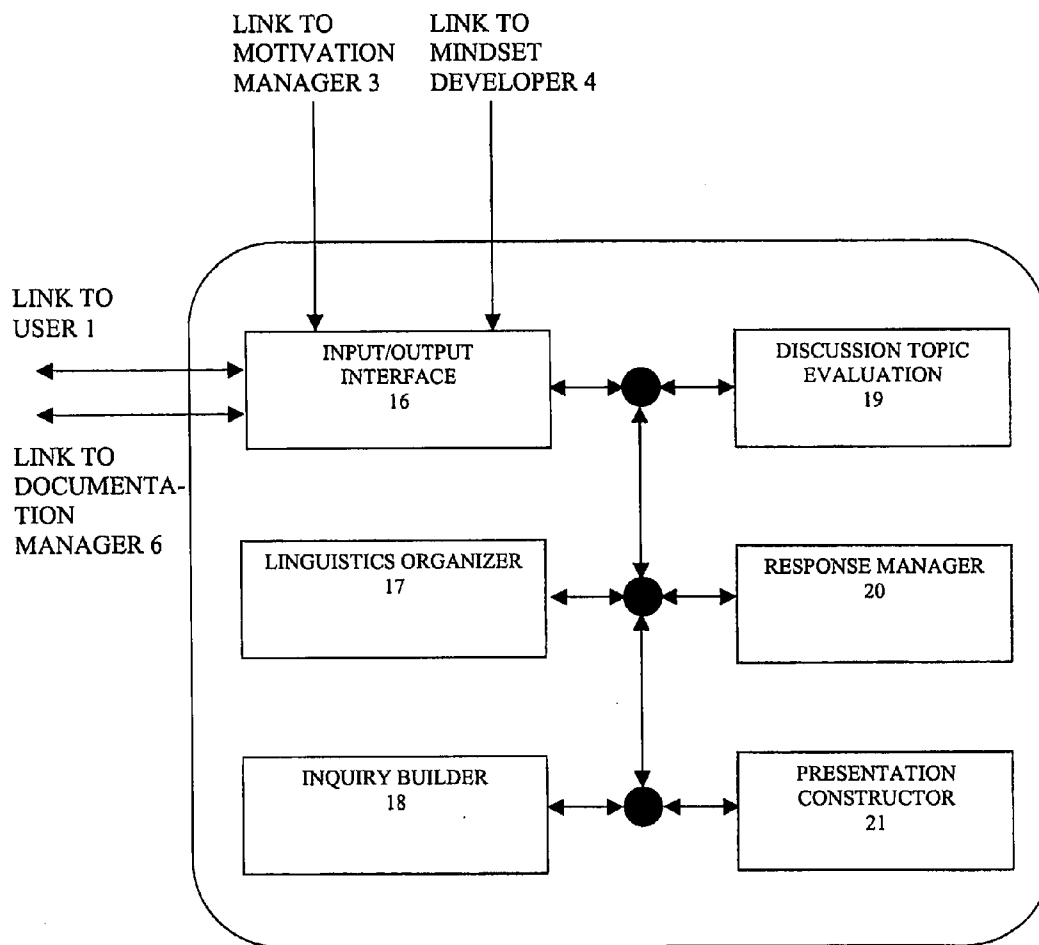 LINK TO
MOTIVATION
MANAGER 3
LINK TO
MINDSET
DEVELOPER 4
LINK TO
USER 1
LINK TO
DOCUMENTA-
TION
MANAGER 6
INPUT/OUTPUT
INTERFACE
16
DISCUSSION TOPIC
EVALUATION
19
LINGUISTICS ORGANIZER
17
RESPONSE MANAGER
20
INQUIRY BUILDER
18
PRESENTATION
CONSTRUCTOR
21